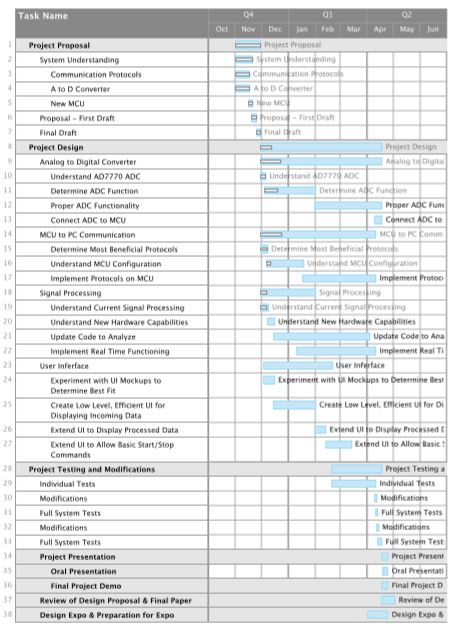 Task Name
Q4 Q1 Q2
Oct Nov Dec Jan Feb Mar Apr May Jun
1 Project Proposal Project Proposal
2 System Understanding System Understanding
3 Communication Protocols Communication Protocols
4 A to D Converter A to D Converter
5 New MCU New MCU
6 Proposal - First Draft Proposal - First Draft
7 Final Draft Final Draft
8 Project Design Project Design
9 Analog to Digital Converter Analog to Digital
10 Understand AD7770 ADC Understand AD7770 ADC
11 Determine ADC Function Determine ADC Function
12 Proper ADC Functionality Proper ADC Func
13 Connect ADC to MCU Connect ADC to
14 MCU to PC Communication MCU to PC Comm
15 Determine Most Beneficial Protocols Determine Most Beneficial Protocols
16 Understand MCU Configuration Understand MCU Configuration
17 Implement Protocols on MCU Implement Protoc
18 Signal Processing Signal Processing
19 Understand Current Signal Processing Understand Current Signal Processing
20 Understand New Hardware Capabilities Understand New Hardware Capabilities
21 Update Code to Analyze Update Code to Ana
22 Implement Real Time Functioning Implement Real Ti
23 User Inferface User Inferface
24 Experiment with UI Mockups to Experiment with UI Mockups to Determine Best
Determine Best Fit
25 Create Low Level, Efficient UI for Create Low Level, Efficient UI for Di
Displaying Incoming Data
26 Extend UI to Display Processed Data Extend UI to Display Processed D
27 Extend UI to Allow Basic Start/Stop Extend UI to Allow Basic S
Commands
28 Project Testing and Modifications Project Testing a
29 Individual Tests Individual Tests
30 Modifications Modifications
31 Full System Tests Full System Tests
32 Modifications Modifications
33 Full System Tests Full System Test
34 Project Presentation Project Present
35 Oral Presentation Oral Presentati
36 Final Project Demo Final Project D
37 Review of Design Proposal & Final Paper Review of De
38 Design Expo & Preparation for Expo Design Expo &